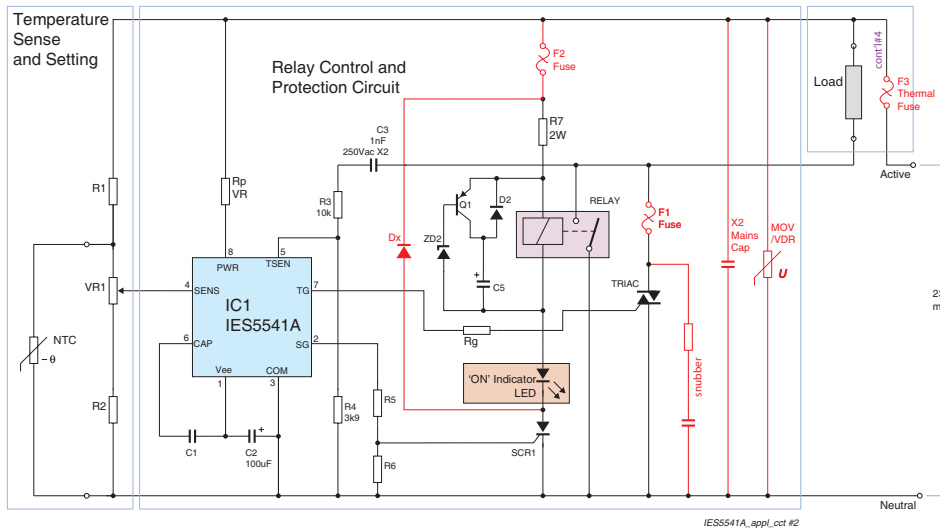 Temperature
Sense
and Setting
Relay Control and
Protection Circuit
F2
Fuse
cont'l#4
Load
F3
Thermal
Fuse
R7
2W
C3
1nF
250Vac X2
Active
R1
Rp
VR
R3
10k
Q1
D2
RELAY
F1
Fuse
Dx
ZD2
X2
Mains
Cap
MOV
/VDR
U
8
5
PWR
TSEN
VR1
4
SENS
TG
7
C5
TRIAC
IC1
IES5541A
23
m
NTC
-θ
6
CAP
SG
2
Rg
Vee
COM
1
3
'ON' Indicator
LED
snubber
R2
R4
3k9
R5
C1
C2
100uF
R6
SCR1
Neutral
IES5541A_appl_cct #2